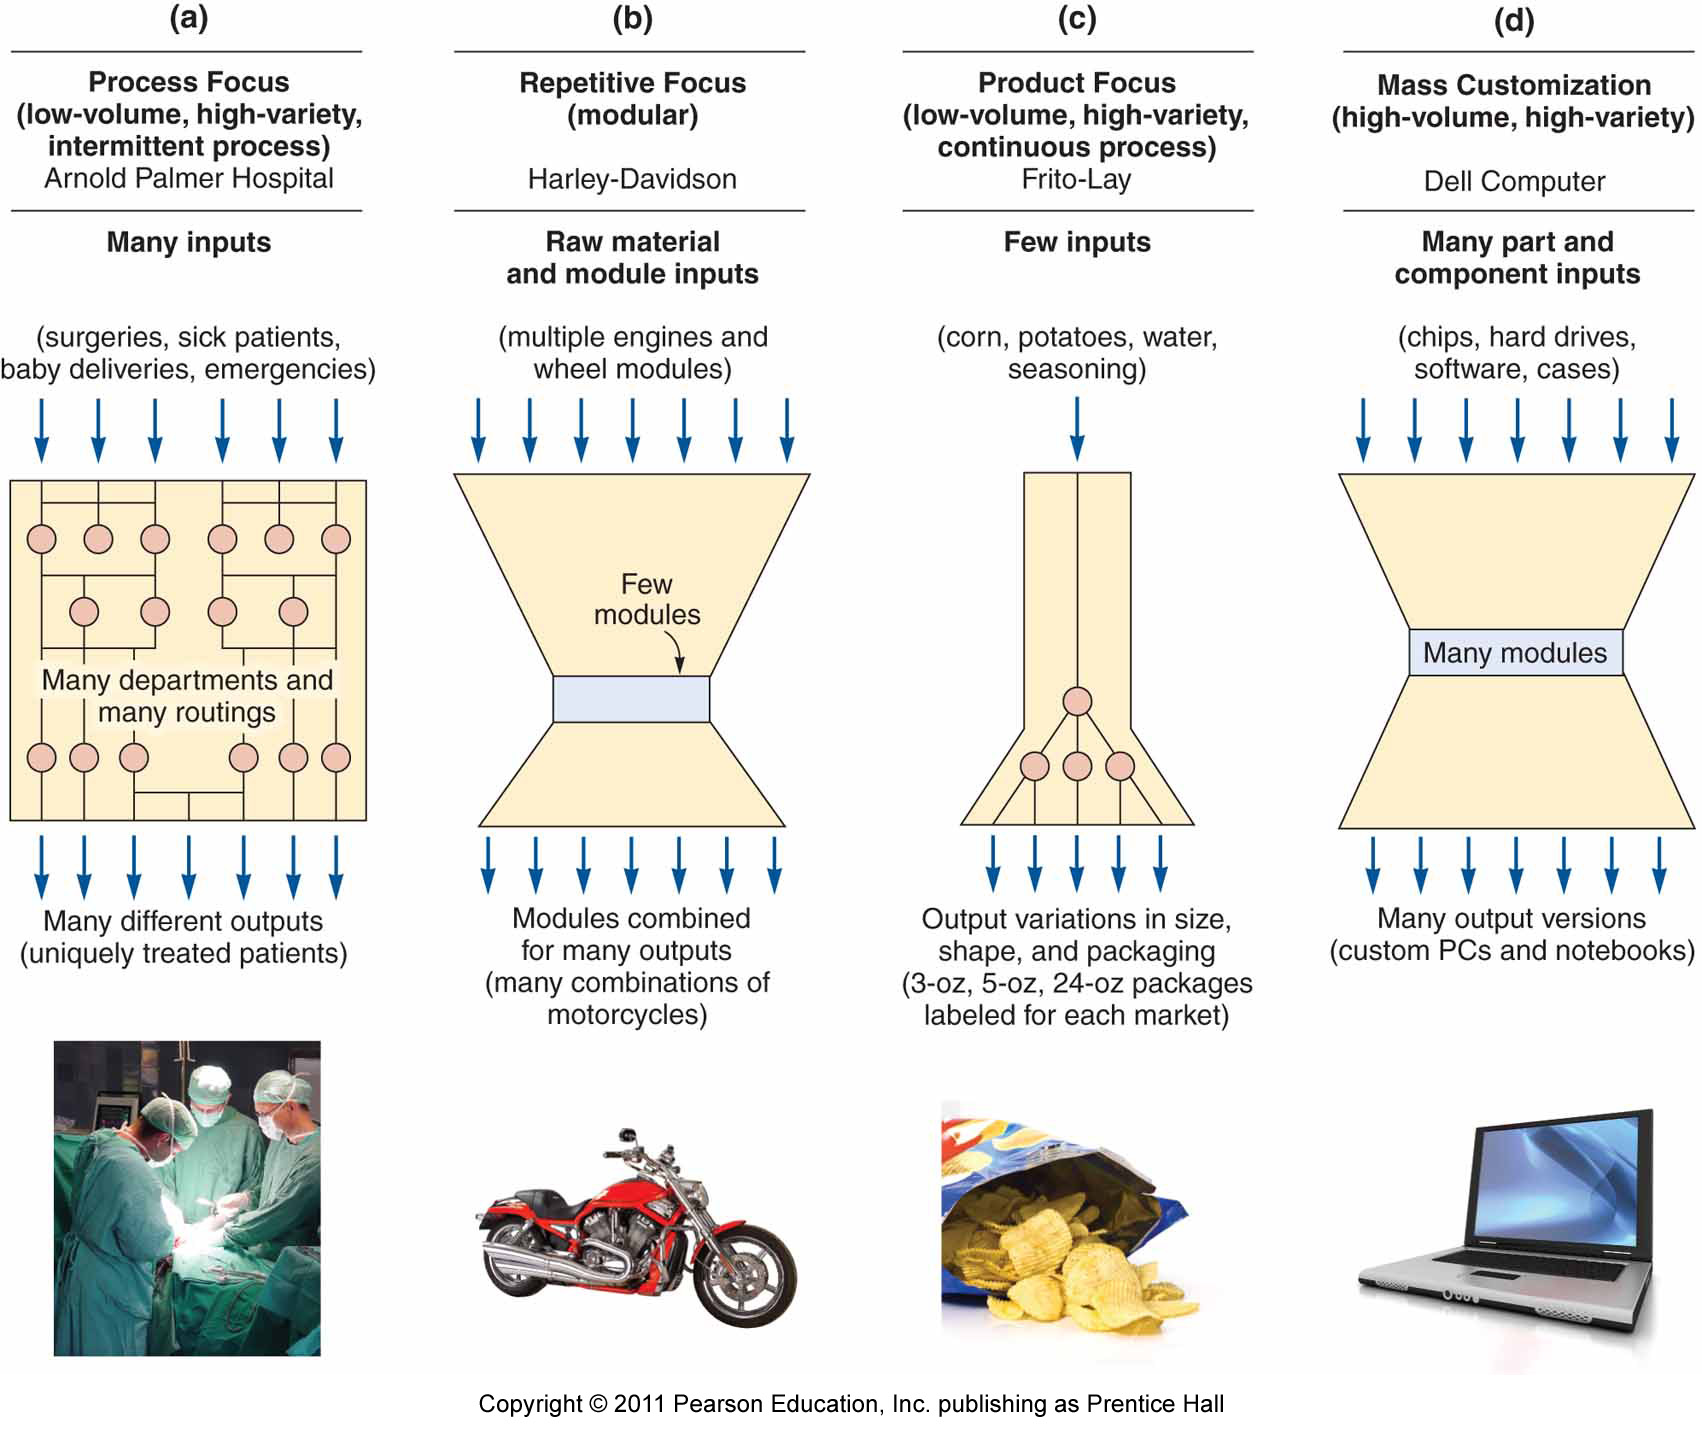 (a)
Process Focus
(low-volume, high-variety,
intermittent process)
Arnold Palmer Hospital
Many inputs
(surgeries, sick patients,
baby deliveries, emergencies)
Many departments and
many routings
Many different outputs
(uniquely treated patients)
(b)
Repetitive Focus
(modular)
Harley-Davidson
Raw material
and module inputs
(multiple engines and
wheel modules)
Few
modules
Modules combined
for many outputs
(many combinations of
motorcycles)
(c)
Product Focus
(low-volume, high-variety,
continuous process)
Frito-Lay
Few inputs
(corn, potatoes, water,
seasoning)
Output variations in size,
shape, and packaging
(3-oz, 5-oz, 24-oz packages
labeled for each market)
(d)
Mass Customization
(high-volume, high-variety)
Dell Computer
Many part and
component inputs
(chips, hard drives,
software, cases)
Many modules
Many output versions
(custom PCs and notebooks)
Copyright © 2011 Pearson Education, Inc. publishing as Prentice Hall